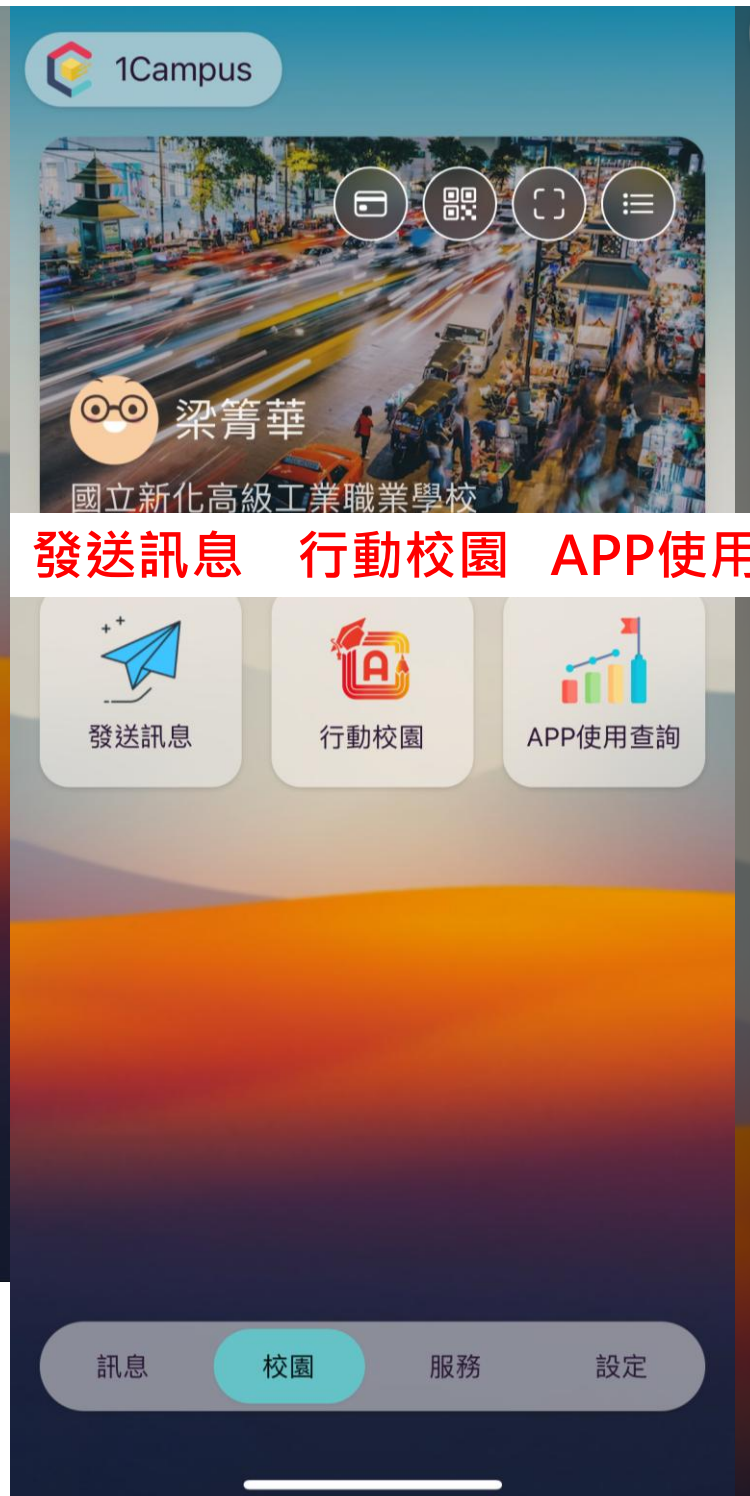 1Campus
梁箐華
國立新化高級工業職業學校
發送訊息 行動校園 APP使用
發送訊息 行動校園 APP使用查詢
訊息 校園 服務 設定